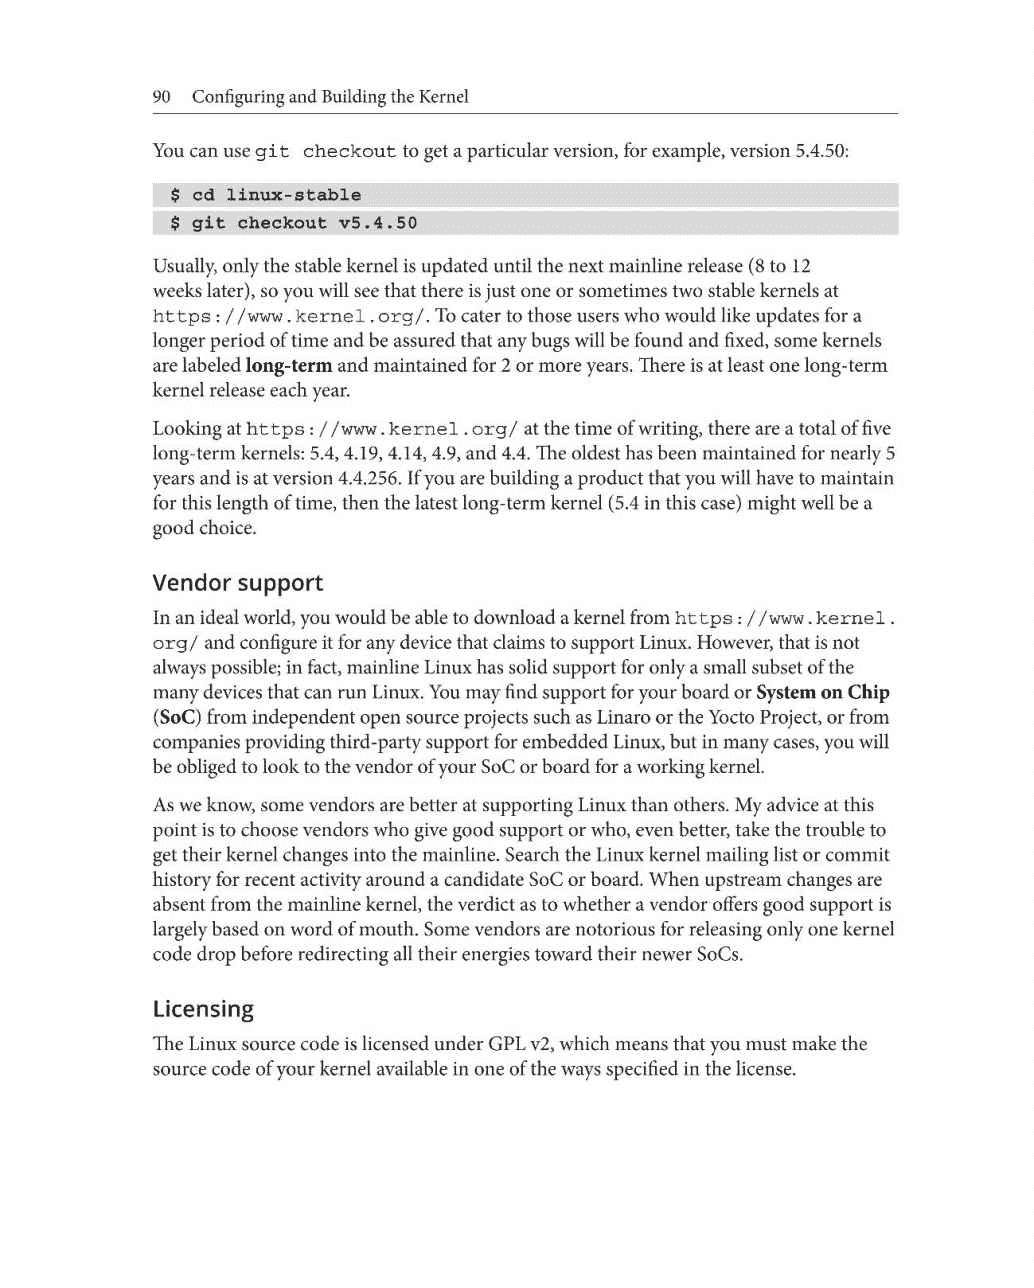 90 Configuring and Building the Kernel
You can use git checkout to get a particular version, for example, version 5.4.50:
$ cd linux-stable
$ git checkout v5.4.50
Usually, only the stable kernel is updated until the next mainline release (8 to 12
weeks later), so you will see that there is just one or sometimes two stable kernels at
https://www.kernel.org/. To cater to those users who would like updates for a
longer period of time and be assured that any bugs will be found and fixed, some kernels
are labeled long-term and maintained for 2 or more years. There is at least one long-term
kernel release each year.
Looking at https://www.kernel.org/ at the time of writing, there are a total of five
long-term kernels: 5.4, 4.19, 4.14, 4.9, and 4.4. The oldest has been maintained for nearly 5
years and is at version 4.4.256. If you are building a product that you will have to maintain
for this length of time, then the latest long-term kernel (5.4 in this case) might well be a
good choice.
Vendor support
In an ideal world, you would be able to download a kernel from https://www.kernel.
org/ and configure it for any device that claims to support Linux. However, that is not
always possible; in fact, mainline Linux has solid support for only a small subset of the
many devices that can run Linux. You may find support for your board or System on Chip
(SoC) from independent open source projects such as Linaro or the Yocto Project, or from
companies providing third-party support for embedded Linux, but in many cases, you will
be obliged to look to the vendor of your SoC or board for a working kernel.
As we know, some vendors are better at supporting Linux than others. My advice at this
point is to choose vendors who give good support or who, even better, take the trouble to
get their kernel changes into the mainline. Search the Linux kernel mailing list or commit
history for recent activity around a candidate SoC or board. When upstream changes are
absent from the mainline kernel, the verdict as to whether a vendor offers good support is
largely based on word of mouth. Some vendors are notorious for releasing only one kernel
code drop before redirecting all their energies toward their newer SoCs.
Licensing
The Linux source code is licensed under GPL v2, which means that you must make the
source code of your kernel available in one of the ways specified in the license.